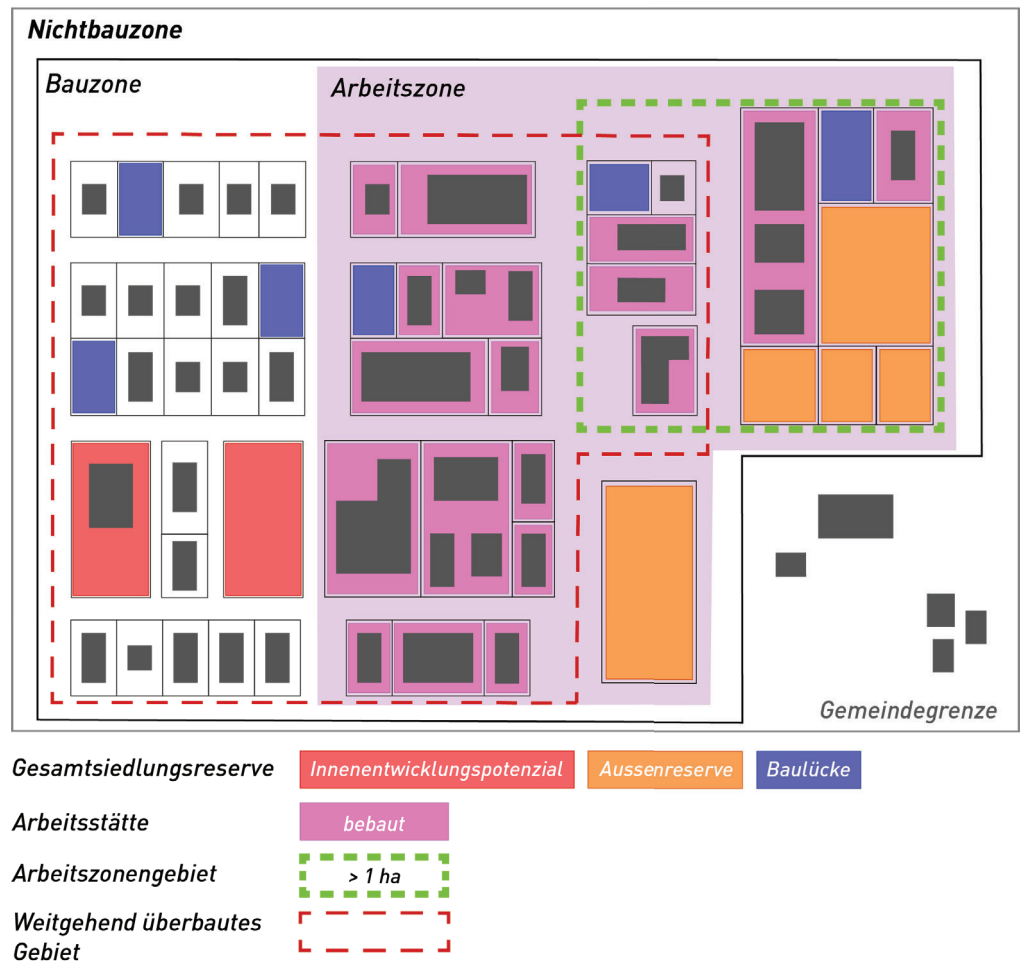 Nichtbauzone
Bauzone
Arbeitszone
Gemeindegrenze
Gesamtsiedlungsreserve
Innenentwicklungspotenzial
Aussenreserve
Baulücke
Arbeitsstätte
bebaut
Arbeitszonengebiet
> 1 ha
Weitgehend überbautes
Gebiet